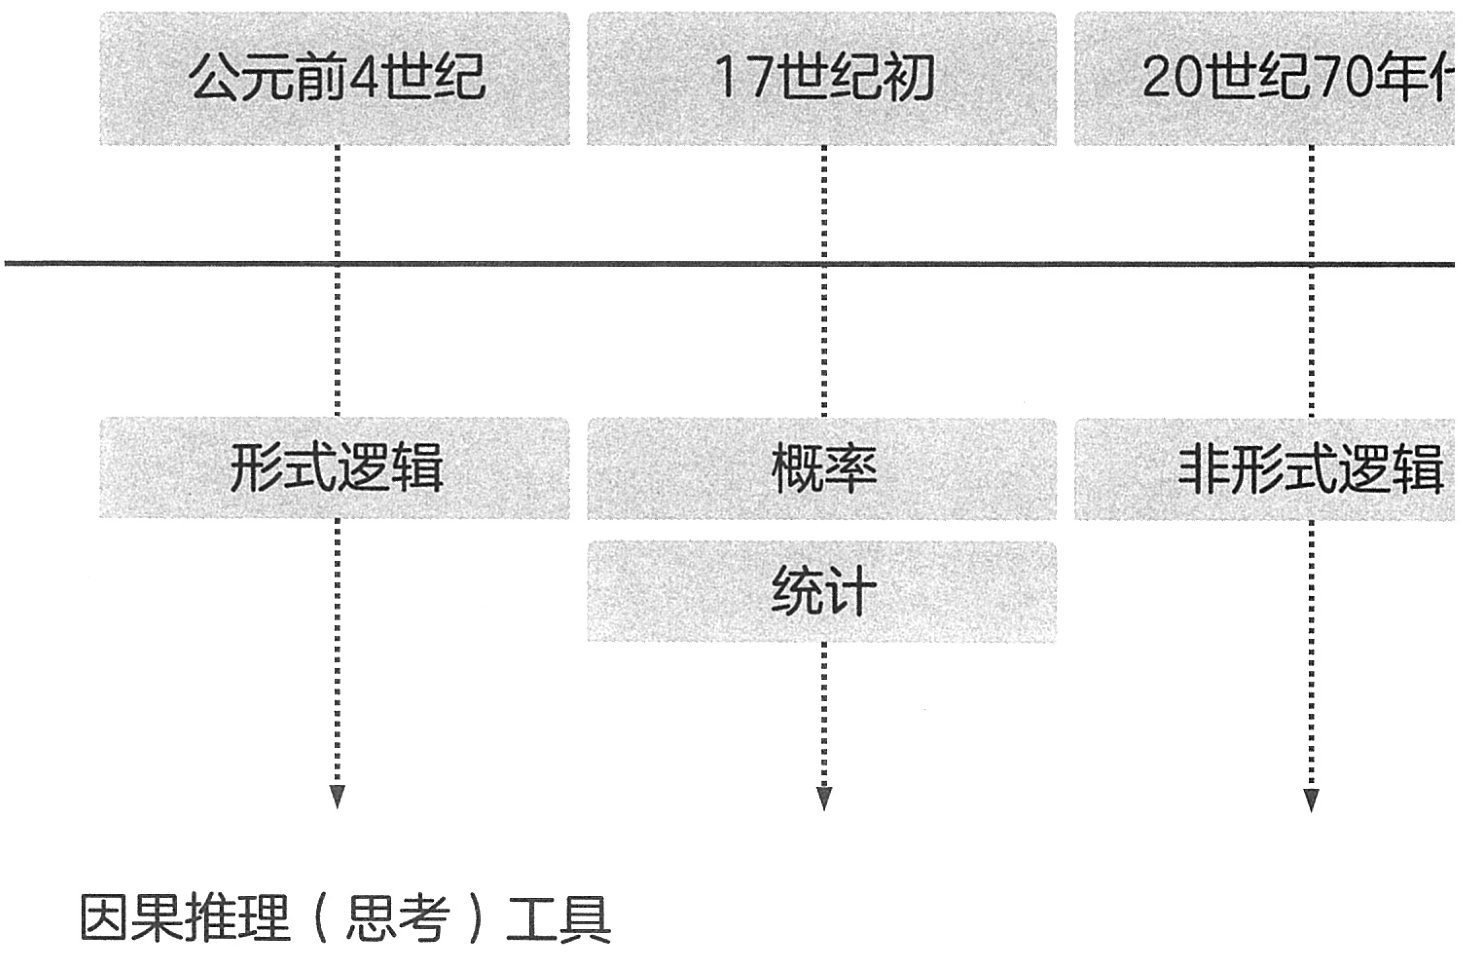 公元前4世纪
17世纪初
20世纪70年代
形式逻辑
概率
非形式逻辑
统计
因果推理（思考）工具